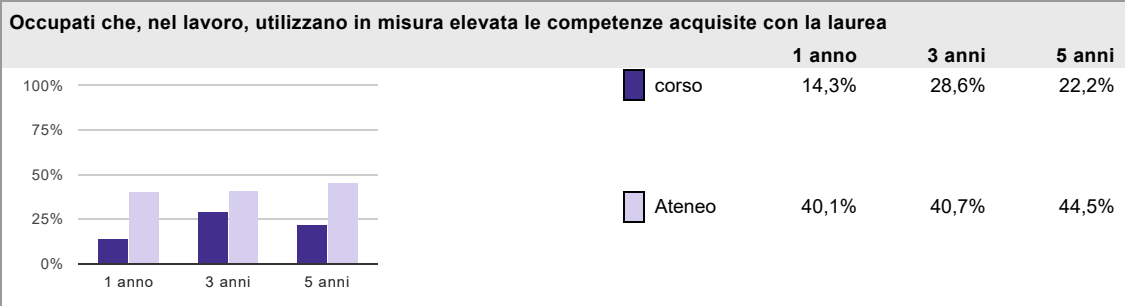 Occupati che, nel lavoro, utilizzano in misura elevata le competenze acquisite con la laurea
1 anno 3 anni 5 anni
corso 14,3% 28,6% 22,2%
Ateneo 40,1% 40,7% 44,5%
100%
75%
50%
25%
0%
1 anno 3 anni 5 anni